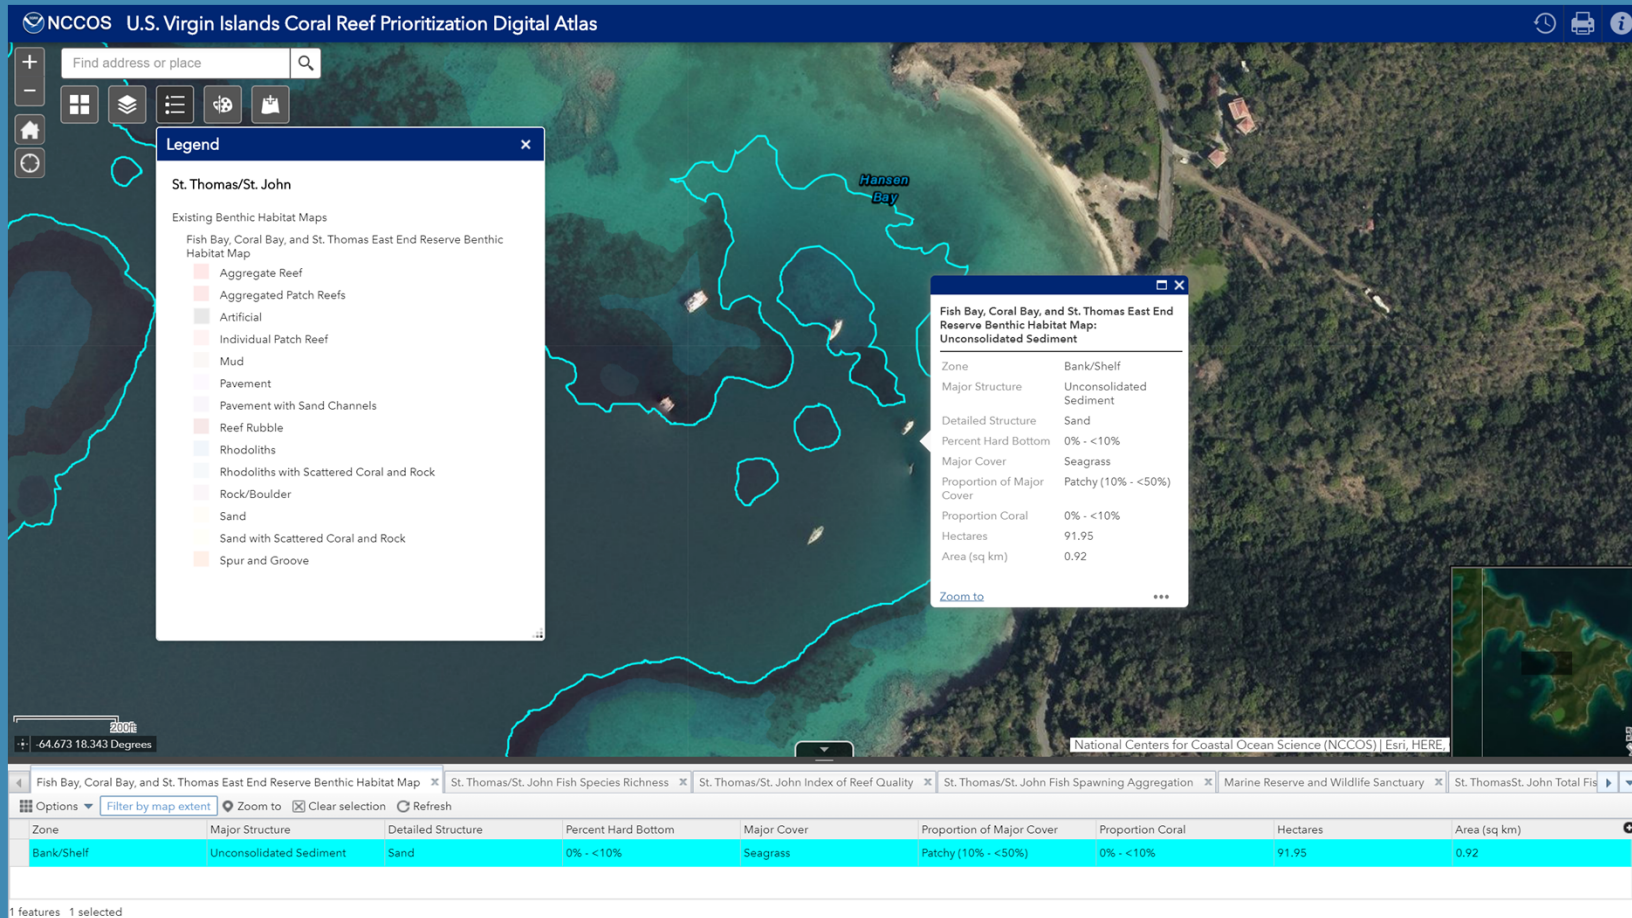 NCCOS U.S. Virgin Islands Coral Reef Prioritization Digital Atlas
Find address or place
Legend
St. Thomas/St. John
Existing Benthic Habitat Maps
Fish Bay, Coral Bay, and St. Thomas East End Reserve Benthic
Habitat Map
Aggregate Reef
Aggregated Patch Reefs
Artificial
Individual Patch Reef
Mud
Pavement
Pavement with Sand Channels
Reef Rubble
Rhodoliths
Rhodoliths with Scattered Coral and Rock
Rock/Boulder
Sand
Sand with Scattered Coral and Rock
Spur and Groove
Hansen
Bay
Fish Bay, Coral Bay, and St. Thomas East End
Reserve Benthic Habitat Map:
Unconsolidated Sediment
Zone Bank/Shelf
Major Structure Unconsolidated
Sediment
Detailed Structure Sand
Percent Hard Bottom 0% - <10%
Major Cover Seagrass
Proportion of Major Patchy (10% - <50%)
Cover
Proportion Coral 0% - <10%
Hectares 91.95
Area (sq km) 0.92
Zoom to
200ft
-64.673 18.343 Degrees
National Centers for Coastal Ocean Science (NCCOS) | Esri, HERE,
Fish Bay, Coral Bay, and St. Thomas East End Reserve Benthic Habitat Map St. Thomas/St. John Fish Species Richness St. Thomas/St. John Index of Reef Quality St. Thomas/St. John Fish Spawning Aggregation Marine Reserve and Wildlife Sanctuary St. ThomasSt. John Total Fis
Options Filter by map extent Zoom to Clear selection Refresh
Zone Major Structure Detailed Structure Percent Hard Bottom Major Cover Proportion of Major Cover Proportion Coral Hectares Area (sq km)
Bank/Shelf Unconsolidated Sediment Sand 0% - <10% Seagrass Patchy (10% - <50%) 0% - <10% 91.95 0.92
1 features 1 selected